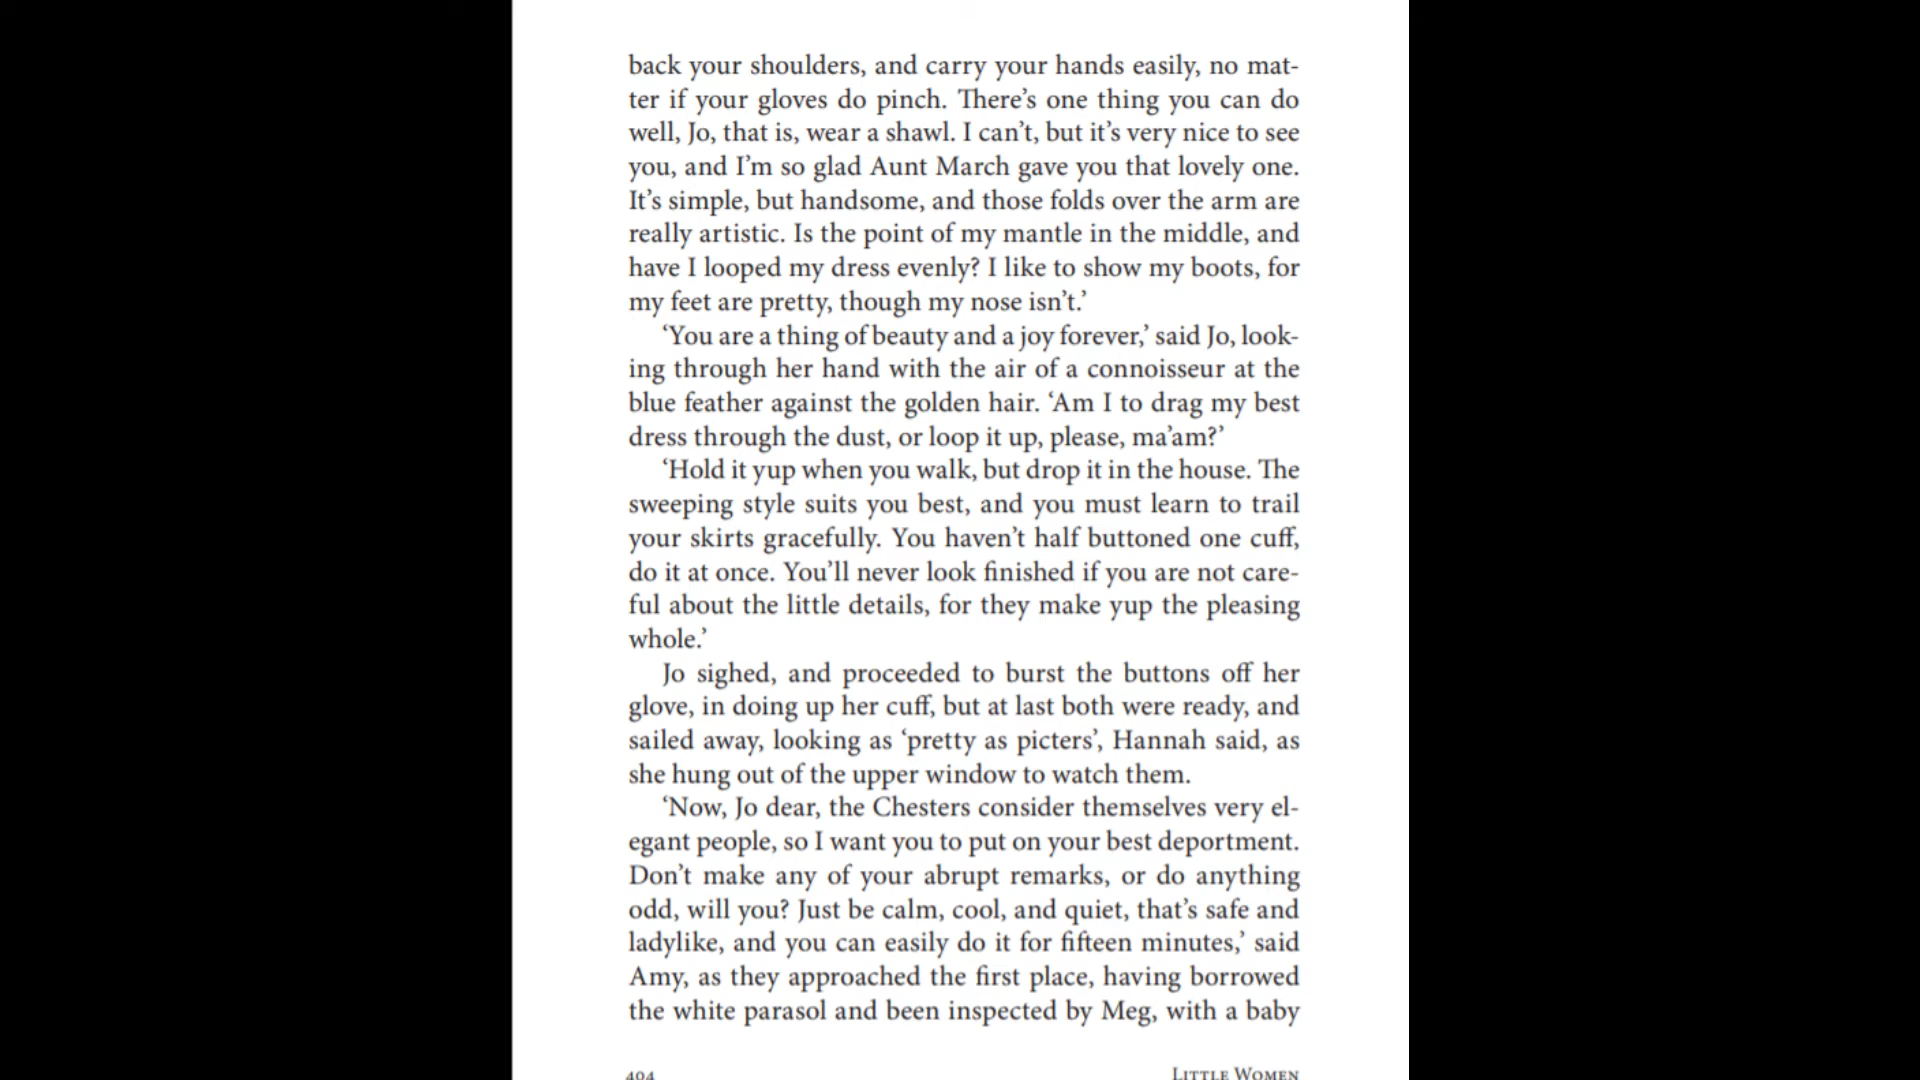 back your shoulders, and carry your hands easily, no mat-
ter if your gloves do pinch. There’s one thing you can do
well, Jo, that is, wear a shawl. I can’t, but it’s very nice to see
you, and I’m so glad Aunt March gave you that lovely one.
It’s simple, but handsome, and those folds over the arm are
really artistic. Is the point of my mantle in the middle, and
have I looped my dress evenly? I like to show my boots, for
my feet are pretty, though my nose isn’t.’
‘You are a thing of beauty and a joy forever,’ said Jo, look-
ing through her hand with the air of a connoisseur at the
blue feather against the golden hair. ‘Am I to drag my best
dress through the dust, or loop it up, please, ma’am?’
‘Hold it yup when you walk, but drop it in the house. The
sweeping style suits you best, and you must learn to trail
your skirts gracefully. You haven’t half buttoned one cuff,
do it at once. You’ll never look finished if you are not care-
ful about the little details, for they make yup the pleasing
whole.’
Jo sighed, and proceeded to burst the buttons off her
glove, in doing up her cuff, but at last both were ready, and
sailed away, looking as ‘pretty as picters’, Hannah said, as
she hung out of the upper window to watch them.
‘Now, Jo dear, the Chesters consider themselves very el-
egant people, so I want you to put on your best deportment.
Don’t make any of your abrupt remarks, or do anything
odd, will you? Just be calm, cool, and quiet, that’s safe and
ladylike, and you can easily do it for fifteen minutes,’ said
Amy, as they approached the first place, having borrowed
the white parasol and been inspected by Meg, with a baby
404 Little Women